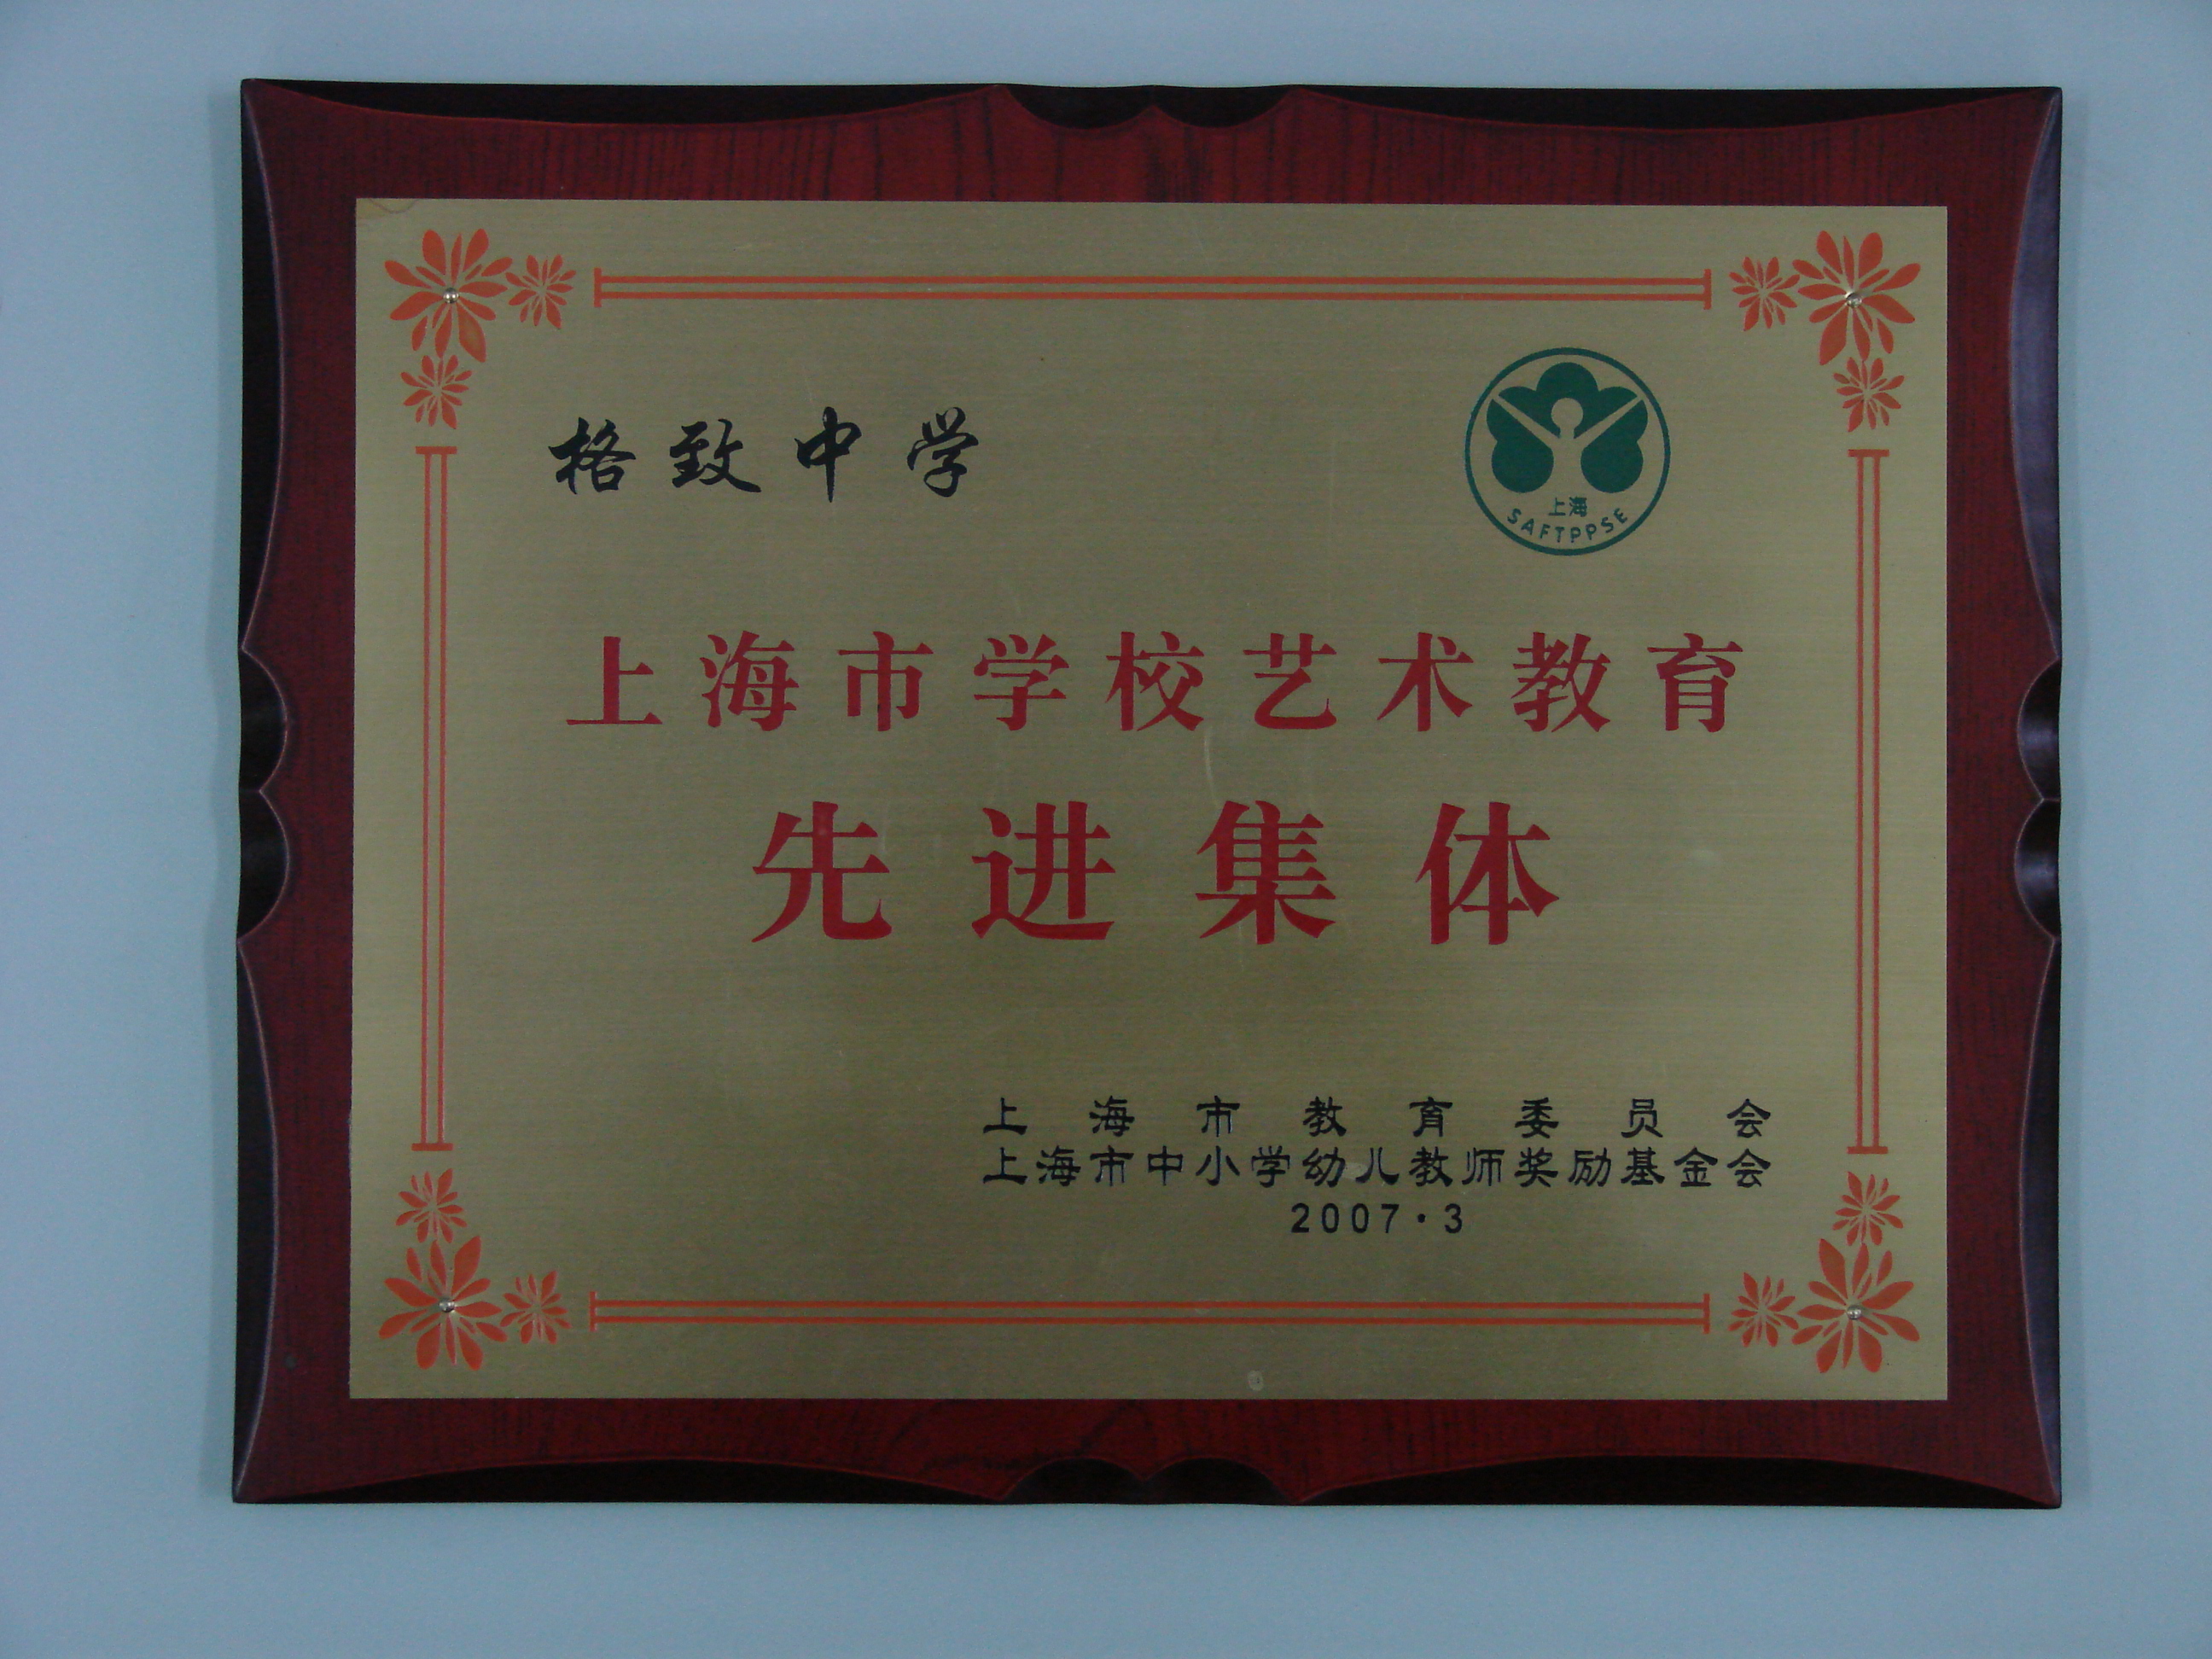 格致中学
上海
SAFTPPSE
上海市学校艺术教育
先进集体
上海市教育委员会
上海市中小学幼儿教师奖励基金会
2007·3